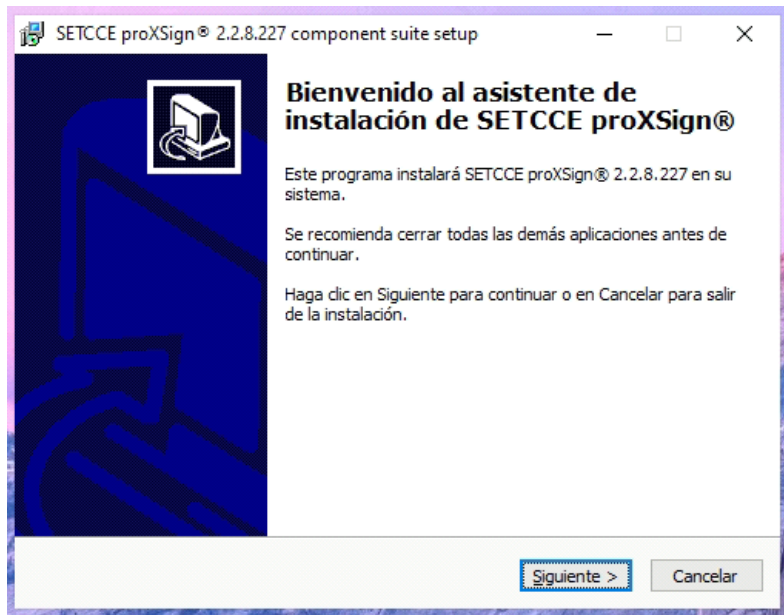 SETCCE proXSign® 2.2.8.227 component suite setup
Bienvenido al asistente de
instalación de SETCCE proXSign®
Este programa instalará SETCCE proXSign® 2.2.8.227 en su
sistema.
Se recomienda cerrar todas las demás aplicaciones antes de
continuar.
Haga clic en Siguiente para continuar o en Cancelar para salir
de la instalación.
Siguiente >
Cancelar